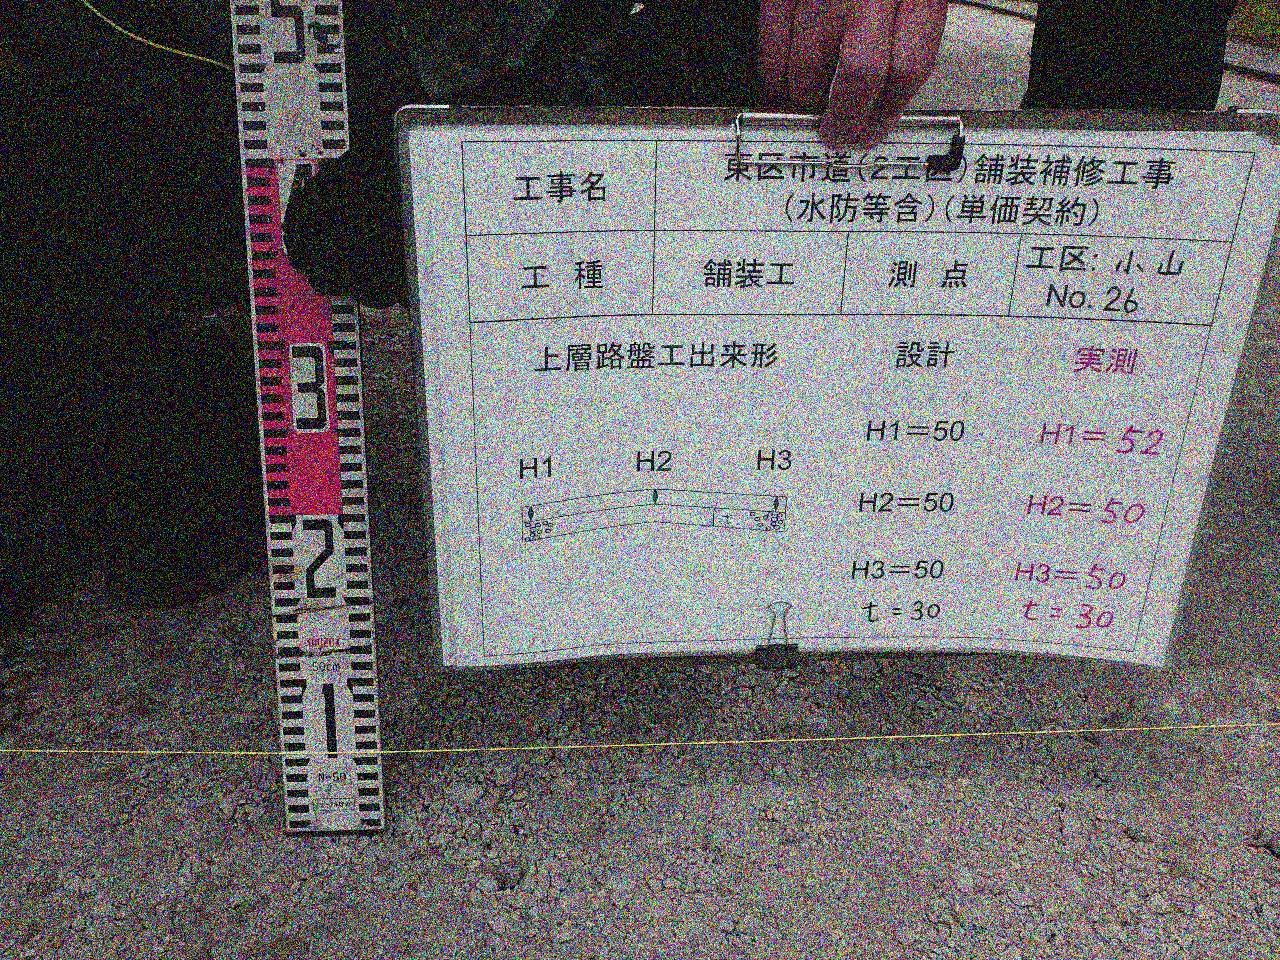 工事名
東区市道(2工区)舗装補修工事
(水防等含)(単価契約)
工 種
舗装工
測 点
工区: 小山
No. 26
上層路盤工出来形
設計
実測
H1 H2 H3
H1=50
H1=52
H2=50
H2=50
H3=50
H3=50
t=30
t=30
t
5
3
2
50cm
1